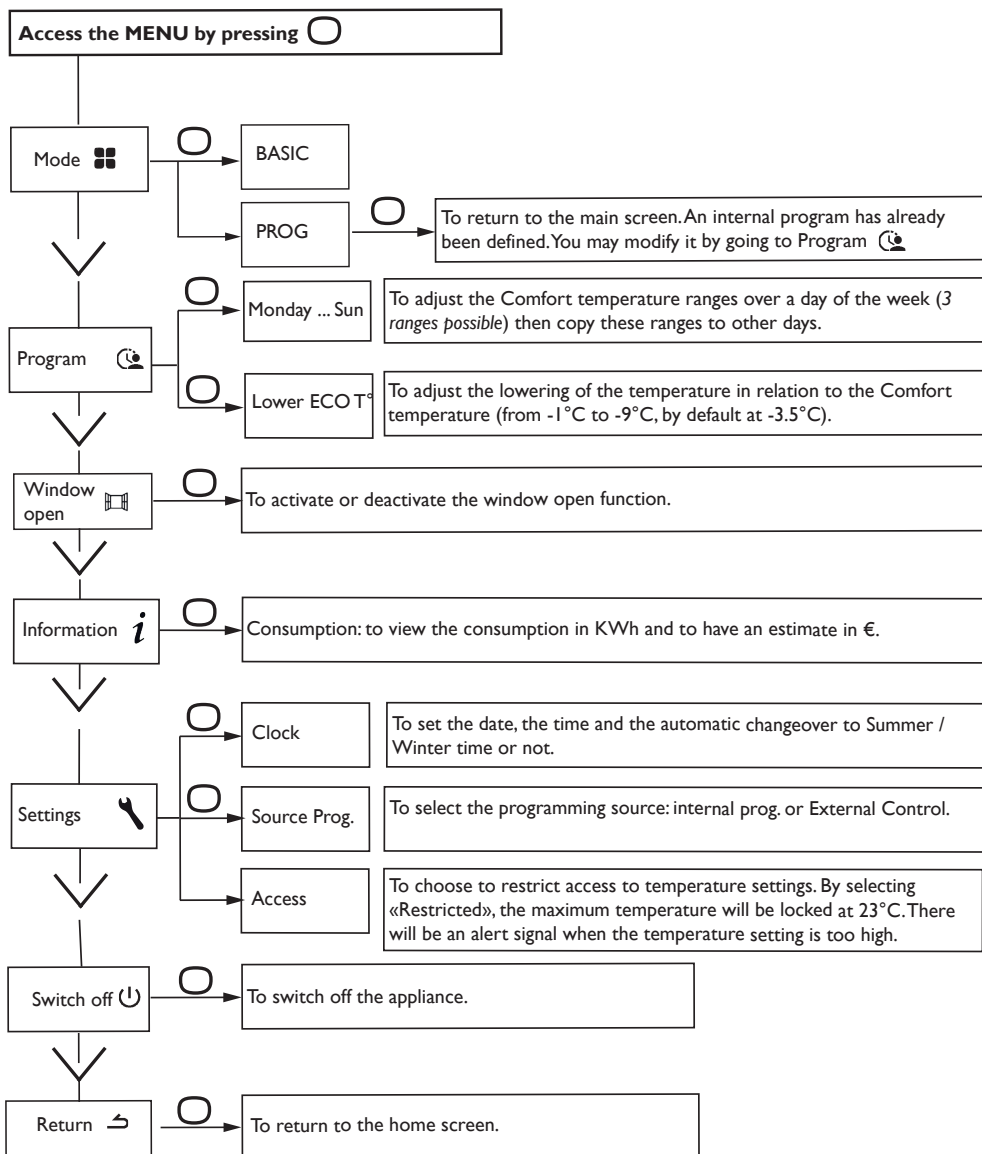 Access the MENU by pressing
Mode
BASIC
PROG
To return to the main screen. An internal program has already
been defined. You may modify it by going to Program
Program
Monday ... Sun
To adjust the Comfort temperature ranges over a day of the week (3
ranges possible) then copy these ranges to other days.
Lower ECO T°
To adjust the lowering of the temperature in relation to the Comfort
temperature (from -1°C to -9°C, by default at -3.5°C).
Window
open
To activate or deactivate the window open function.
Information i
Consumption: to view the consumption in KWh and to have an estimate in €.
Settings
Clock
To set the date, the time and the automatic changeover to Summer /
Winter time or not.
Source Prog.
To select the programming source: internal prog. or External Control.
Access
To choose to restrict access to temperature settings. By selecting
«Restricted», the maximum temperature will be locked at 23°C. There
will be an alert signal when the temperature setting is too high.
Switch off
To switch off the appliance.
Return
To return to the home screen.